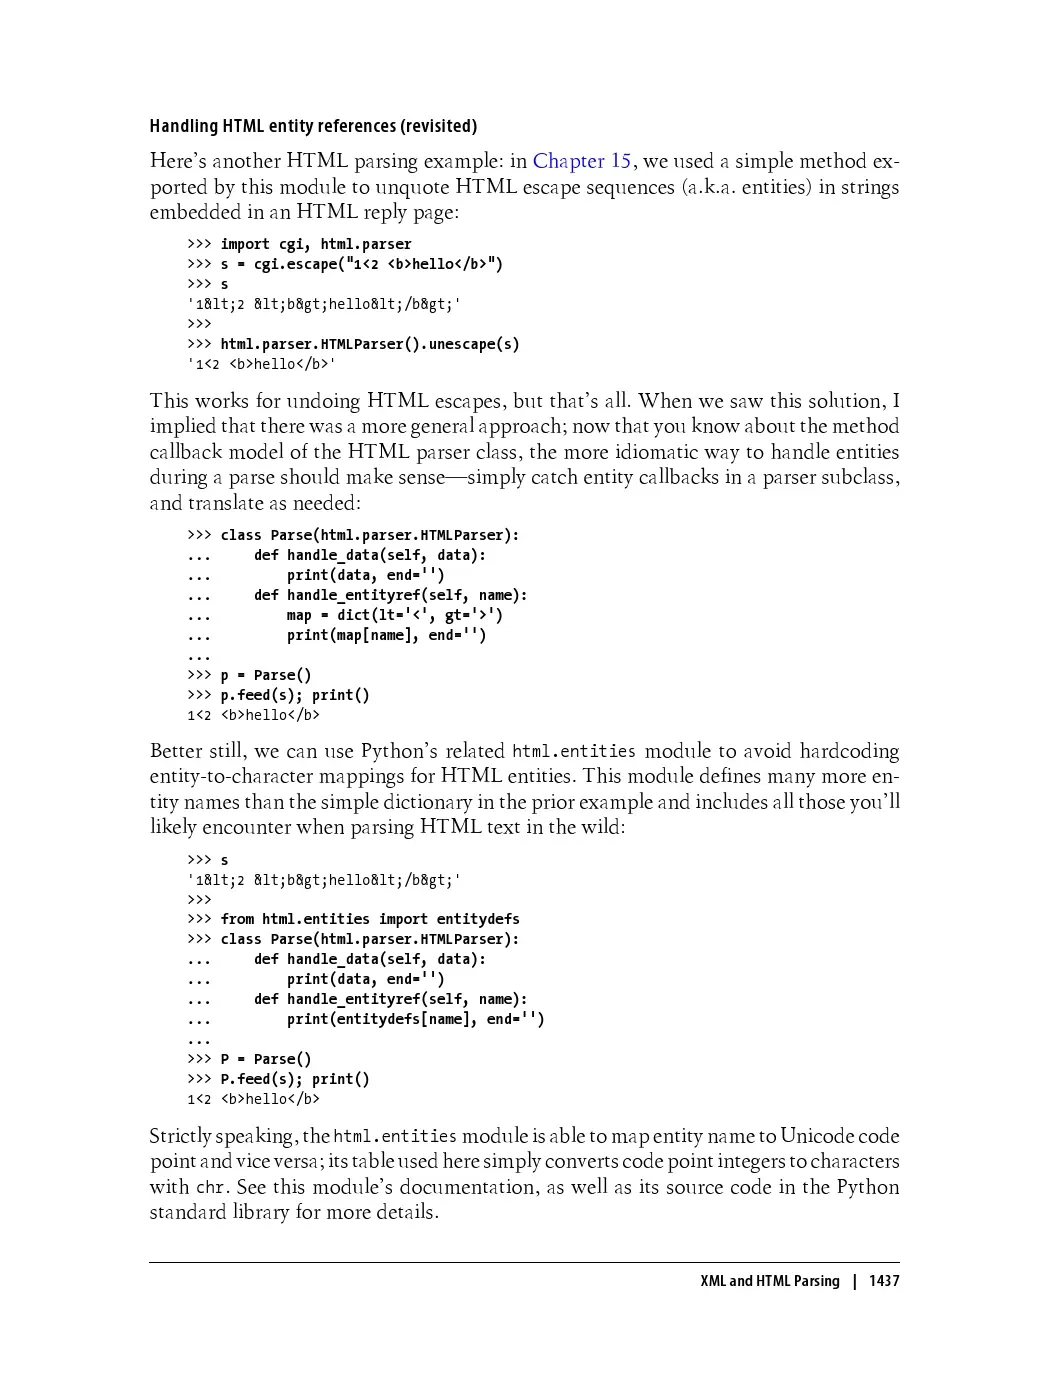 Handling HTML entity references (revisited)
Here’s another HTML parsing example: in Chapter 15, we used a simple method ex-
ported by this module to unquote HTML escape sequences (a.k.a. entities) in strings
embedded in an HTML reply page:
>>> import cgi, html.parser
>>> s = cgi.escape("1<2 <b>hello</b>")
>>> s
'1&lt;2 &lt;b&gt;hello&lt;/b&gt;'
>>>
>>> html.parser.HTMLParser().unescape(s)
'1<2 <b>hello</b>'
This works for undoing HTML escapes, but that’s all. When we saw this solution, I
implied that there was a more general approach; now that you know about the method
callback model of the HTML parser class, the more idiomatic way to handle entities
during a parse should make sense—simply catch entity callbacks in a parser subclass,
and translate as needed:
>>> class Parse(html.parser.HTMLParser):
...     def handle_data(self, data):
...         print(data, end='')
...     def handle_entityref(self, name):
...         map = dict(lt='<', gt='>')
...         print(map[name], end='')
...
>>> p = Parse()
>>> p.feed(s); print()
1<2 <b>hello</b>
Better still, we can use Python’s related html.entities module to avoid hardcoding
entity-to-character mappings for HTML entities. This module defines many more en-
tity names than the simple dictionary in the prior example and includes all those you’ll
likely encounter when parsing HTML text in the wild:
>>> s
'1&lt;2 &lt;b&gt;hello&lt;/b&gt;'
>>>
>>> from html.entities import entitydefs
>>> class Parse(html.parser.HTMLParser):
...     def handle_data(self, data):
...         print(data, end='')
...     def handle_entityref(self, name):
...         print(entitydefs[name], end='')
...
>>> P = Parse()
>>> P.feed(s); print()
1<2 <b>hello</b>
Strictly speaking, the html.entities module is able to map entity name to Unicode code
point and vice versa; its table used here simply converts code point integers to characters
with chr. See this module’s documentation, as well as its source code in the Python
standard library for more details.
XML and HTML Parsing | 1437